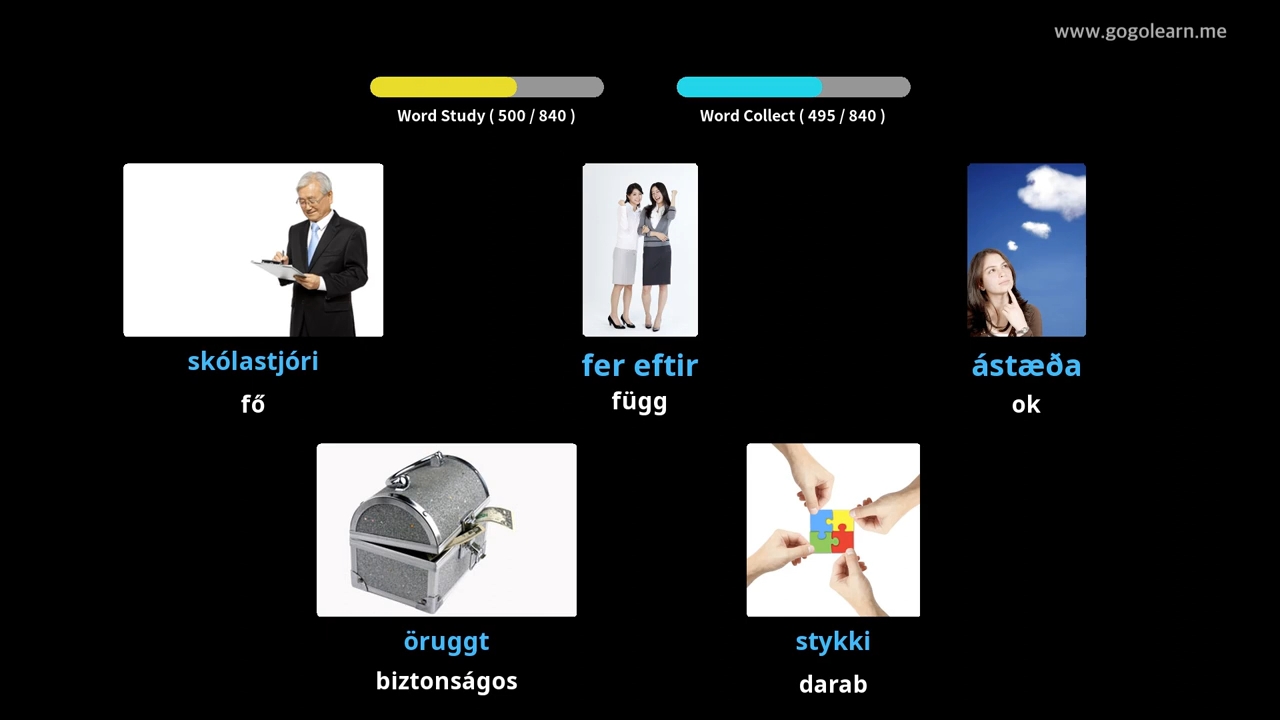 www.gogolearn.me
Word Study ( 500 / 840 )
Word Collect ( 495 / 840 )
skólastjóri
fő
fer eftir
függ
ástæða
ok
öruggt
biztonságos
stykki
darab